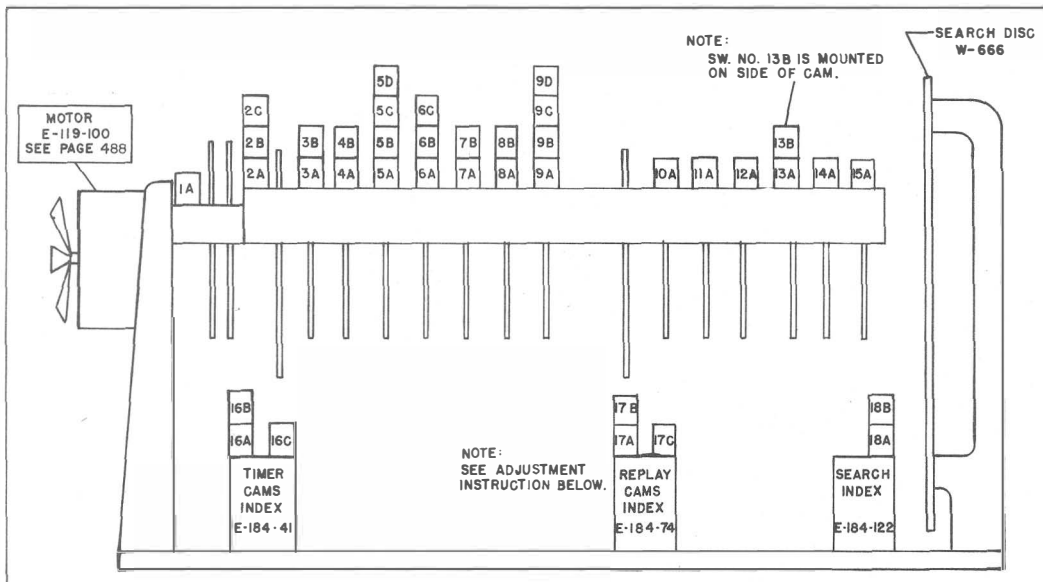 NOTE:
SW. NO. 13B IS MOUNTED
ON SIDE OF CAM.
SEARCH DISC
W-666
MOTOR
E-119-100
SEE PAGE 488
5D
9D
2C
5C
6C
9C
2B
3B
4B
5B
6B
7B
8B
9B
13B
1A
2A
3A
4A
5A
6A
7A
8A
9A
10A
11A
12A
13A
14A
15A
16B
16A
16C
TIMER
CAMS
INDEX
E-184-41
NOTE:
SEE ADJUSTMENT
INSTRUCTION BELOW.
17B
17A
17C
REPLAY
CAMS
INDEX
E-184-74
18B
18A
SEARCH
INDEX
E-184-122